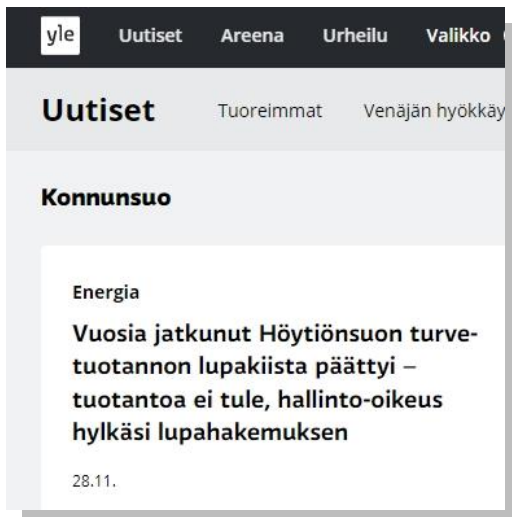 yle Uutiset Areena Urheilu Valikko
Uutiset Tuoreimmat Venäjän hyökkäy
Konnunsuo
Energia
Vuosia jatkunut Höytiönsuon turve-
tuotannon lupakiista päättyi –
tuotantoa ei tule, hallinto-oikeus
hylkäsi lupahakemuksen
28.11.